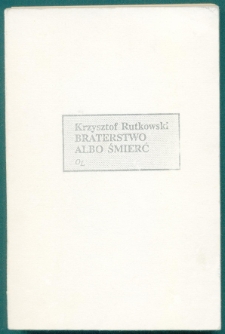 Krzysztof Rutkowski
BRATERSTWO
ALBO ŚMIERĆ